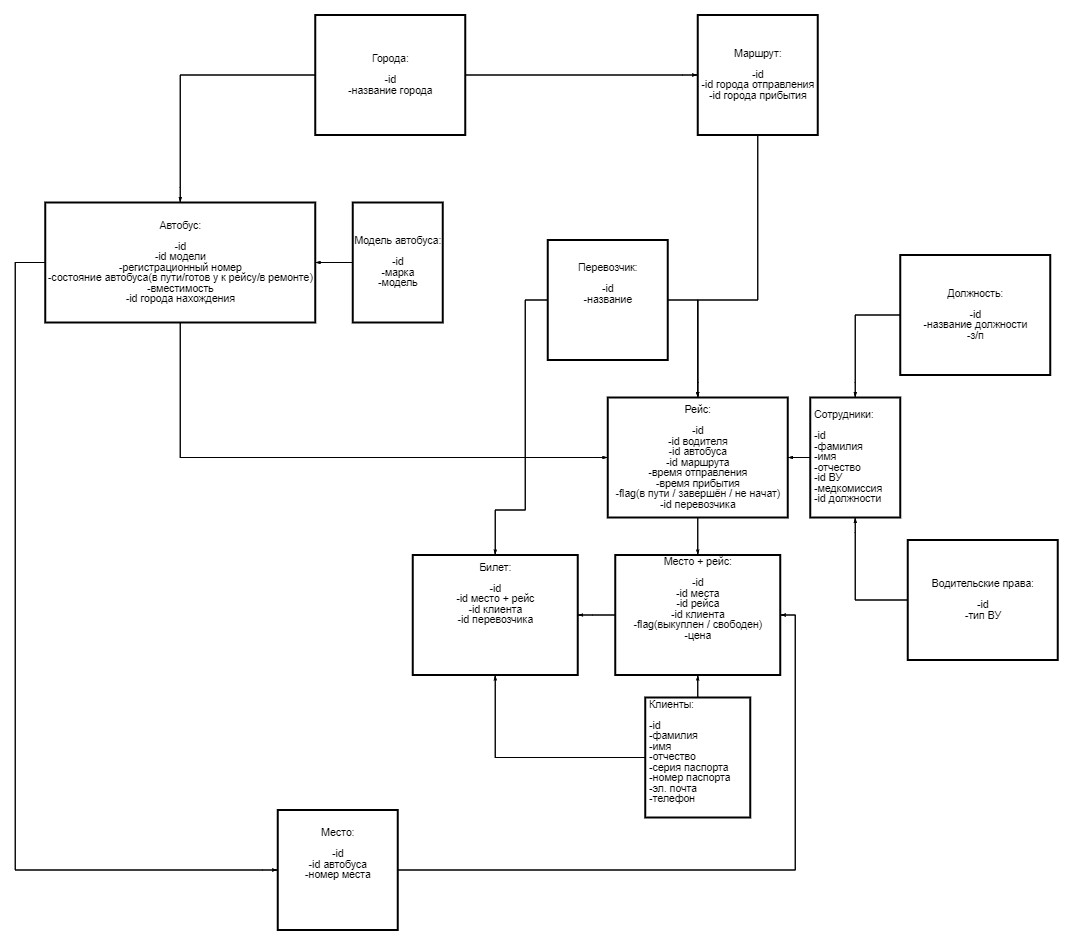 Города:
-id
-название города
Маршрут:
-id
-id города отправления
-id города прибытия
Автобус:
-id
-id модели
-регистрационный номер
-состояние автобуса(в пути/готов у к рейсу/в ремонте)
-вместимость
-id города нахождения
Модель автобуса:
-id
-марка
-модель
Перевозчик:
-id
-название
Должность:
-id
-название должности
-з/п
Рейс:
-id
-id водителя
-id автобуса
-id маршрута
-время отправления
-время прибытия
-flag(в пути / завершён / не начат)
-id перевозчика
Сотрудники:
-id
-фамилия
-имя
-отчество
-id ВУ
-медкомиссия
-id должности
Билет:
-id
-id место + рейс
-id клиента
-id перевозчика
Место + рейс:
-id
-id места
-id рейса
-id клиента
-flag(выкуплен / свободен)
-цена
Водительские права:
-id
-тип ВУ
Клиенты:
-id
-фамилия
-имя
-отчество
-серия паспорта
-номер паспорта
-эл. почта
-телефон
Место:
-id
-id автобуса
-номер места